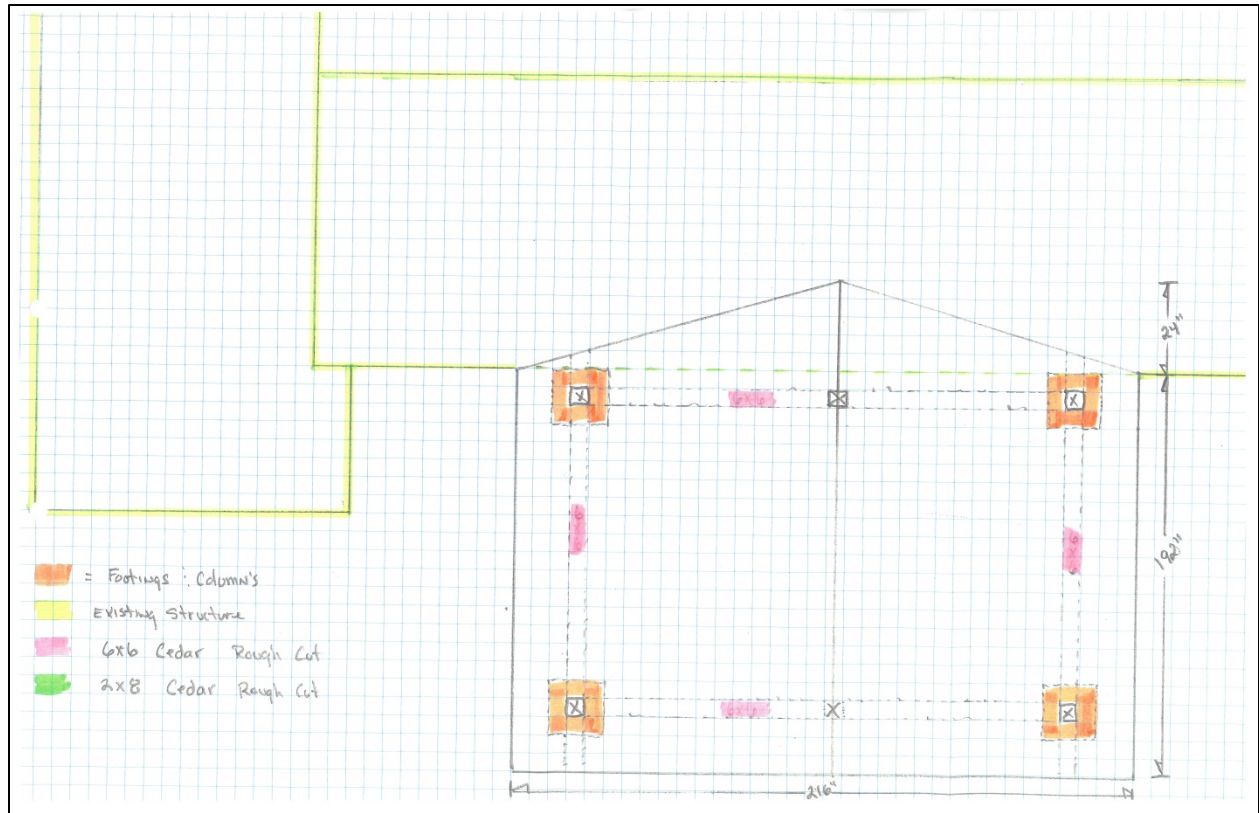 24"
6x6
6x6
6x6
192"
= Footings : Column's
Existing Structure
6x6 Cedar Rough Cut
2x8 Cedar Rough Cut
6x6
216"